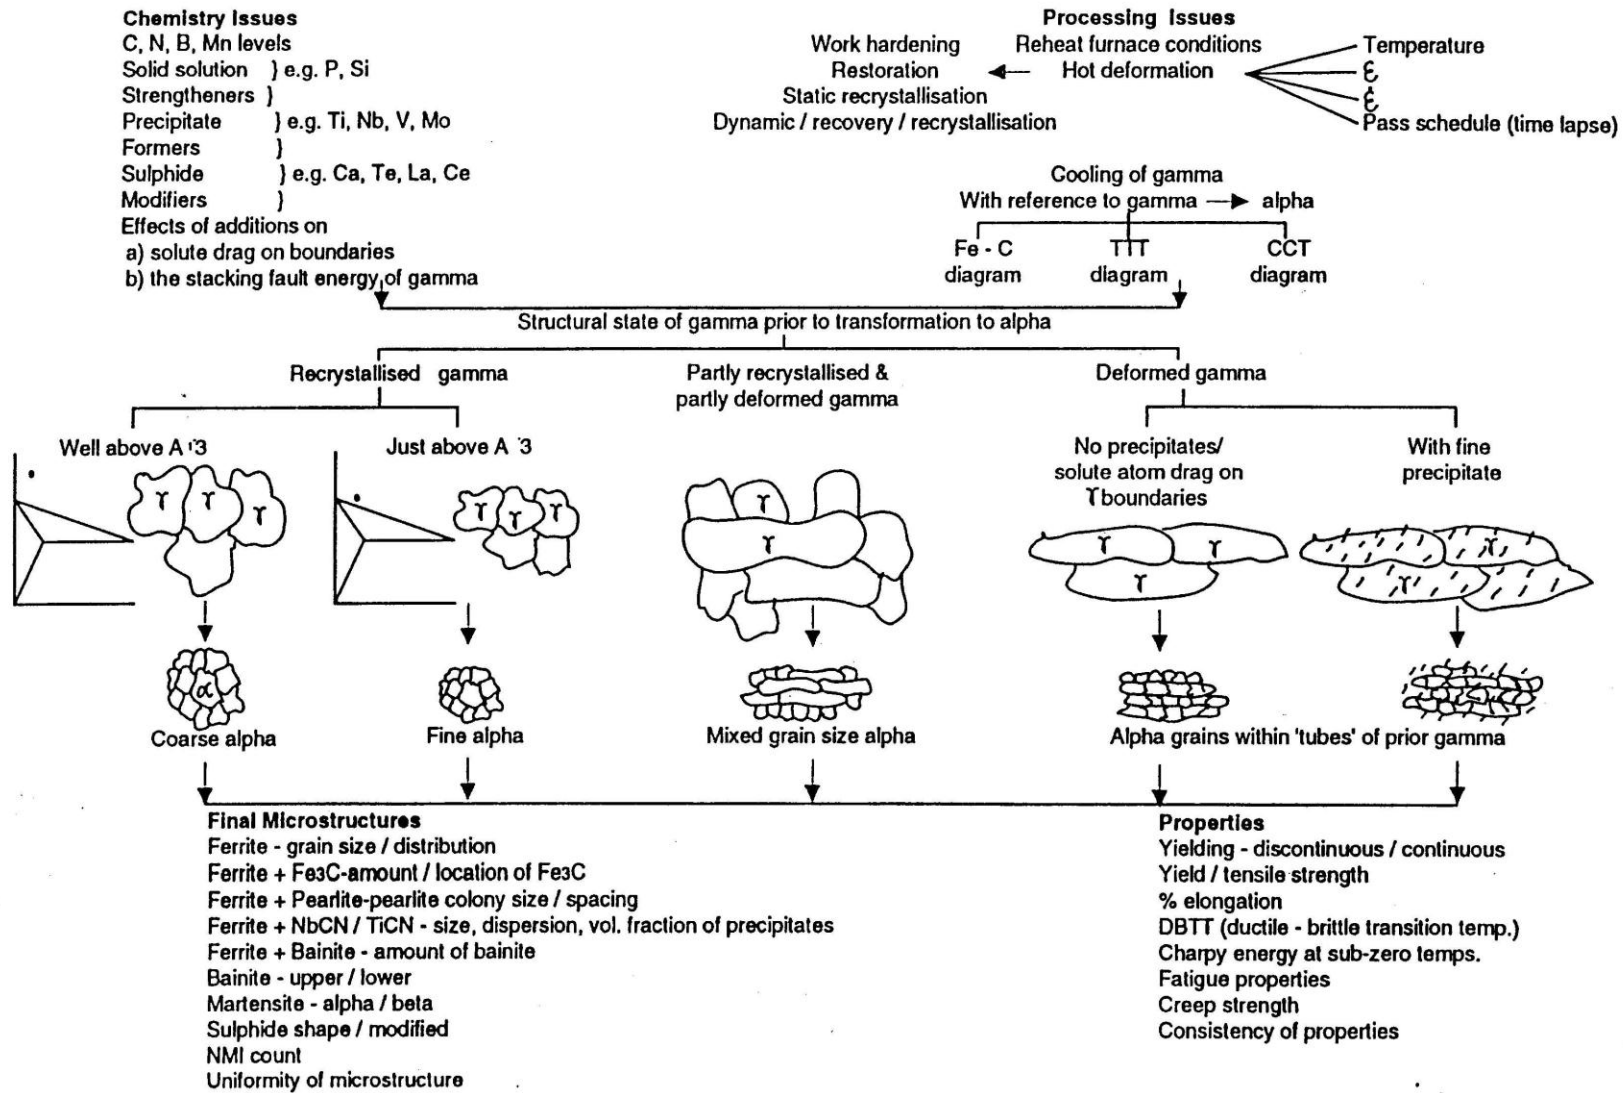 Chemistry Issues
C, N, B, Mn levels
Solid solution } e.g. P, Si
Strengtheners }
Precipitate } e.g. Ti, Nb, V, Mo
Formers }
Sulphide } e.g. Ca, Te, La, Ce
Modifiers }
Effects of additions on
a) solute drag on boundaries
b) the stacking fault energy of gamma
Processing Issues
Work hardening
Restoration
Static recrystallisation
Dynamic / recovery / recrystallisation
Reheat furnace conditions
Hot deformation
Temperature
ε
ε̇
Pass schedule (time lapse)
Cooling of gamma
With reference to gamma → alpha
Fe - C
diagram
TTT
diagram
CCT
diagram
Structural state of gamma prior to transformation to alpha
Recrystallised gamma
Partly recrystallised &
partly deformed gamma
Deformed gamma
Well above A r3
Just above A r3
No precipitates/
solute atom drag on
ϒ boundaries
With fine
precipitate
ϒ ϒ ϒ
ϒ ϒ ϒ
ϒ
ϒ
ϒ ϒ
ϒ
ϒ
ϒ
α
Coarse alpha
Fine alpha
Mixed grain size alpha
Alpha grains within 'tubes' of prior gamma
Final Microstructures
Ferrite - grain size / distribution
Ferrite + Fe3C-amount / location of Fe3C
Ferrite + Pearlite-pearlite colony size / spacing
Ferrite + NbCN / TiCN - size, dispersion, vol. fraction of precipitates
Ferrite + Bainite - amount of bainite
Bainite - upper / lower
Martensite - alpha / beta
Sulphide shape / modified
NMI count
Uniformity of microstructure
Properties
Yielding - discontinuous / continuous
Yield / tensile strength
% elongation
DBTT (ductile - brittle transition temp.)
Charpy energy at sub-zero temps.
Fatigue properties
Creep strength
Consistency of properties